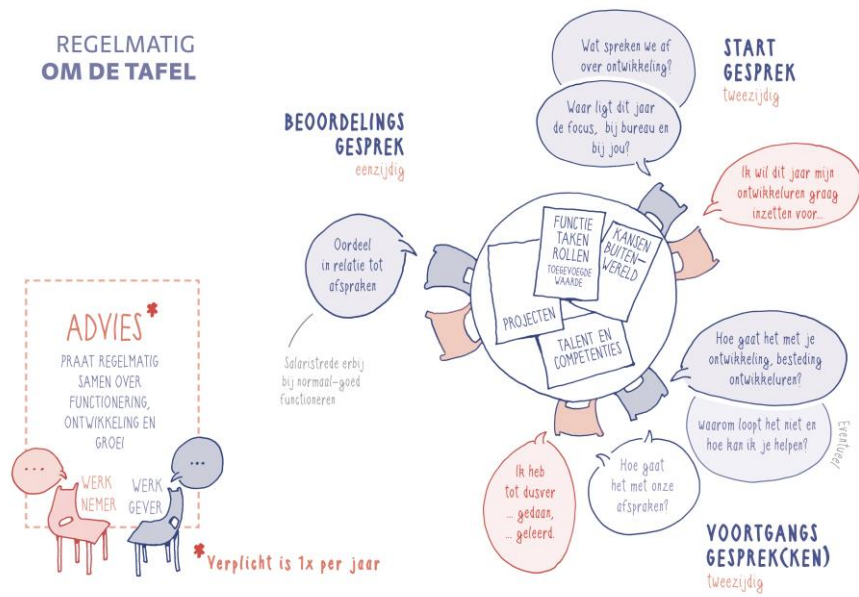 REGELMATIG
OM DE TAFEL
BEOORDELINGS
GESPREK
eenzijdig
Oordeel
in relatie tot
afspraken
Salaristrede erbij
bij normaal-goed
functioneren
START
GESPREK
tweezijdig
Wat spreken we af
over ontwikkeling?
Waar ligt dit jaar
de focus, bij bureau en
bij jou?
Ik wil dit jaar mijn
ontwikkeluren graag
inzetten voor...
FUNCTIE
TAKEN
ROLLEN
TOEGEVOEGDE
WAARDE
KANSEN
BUITEN-
WERELD
PROJECTEN
TALENT EN
COMPETENTIES
Hoe gaat het met je
ontwikkeling, besteding
ontwikkeluren?
waarom loopt het niet en
hoe kan ik je helpen?
Eventueel
Hoe gaat
het met onze
afspraken?
Ik heb
tot dusver
... gedaan,
... geleerd.
VOORTGANGS
GESPREK(KEN)
tweezijdig
ADVIES*
PRAAT REGELMATIG
SAMEN OVER
FUNCTIONERING,
ONTWIKKELING EN
GROEI
...
WERK
NEMER
...
WERK
GEVER
*Verplicht is 1x per jaar